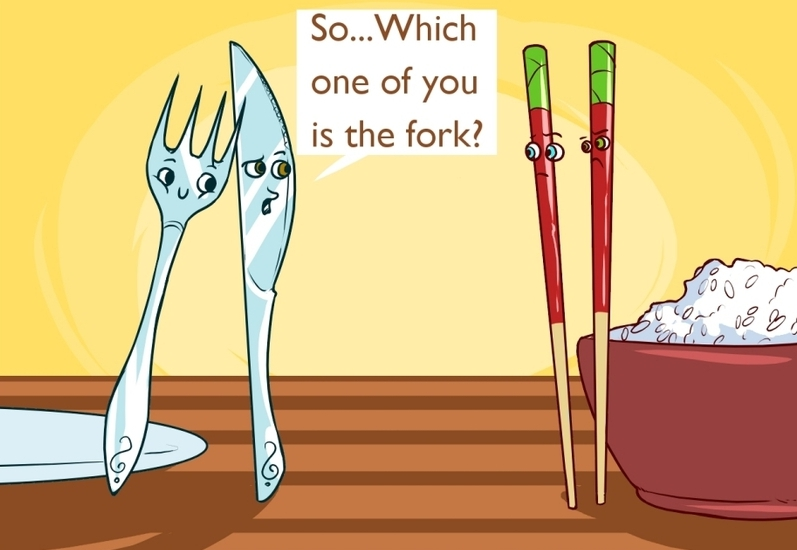 So...Which
one of you
is the fork?